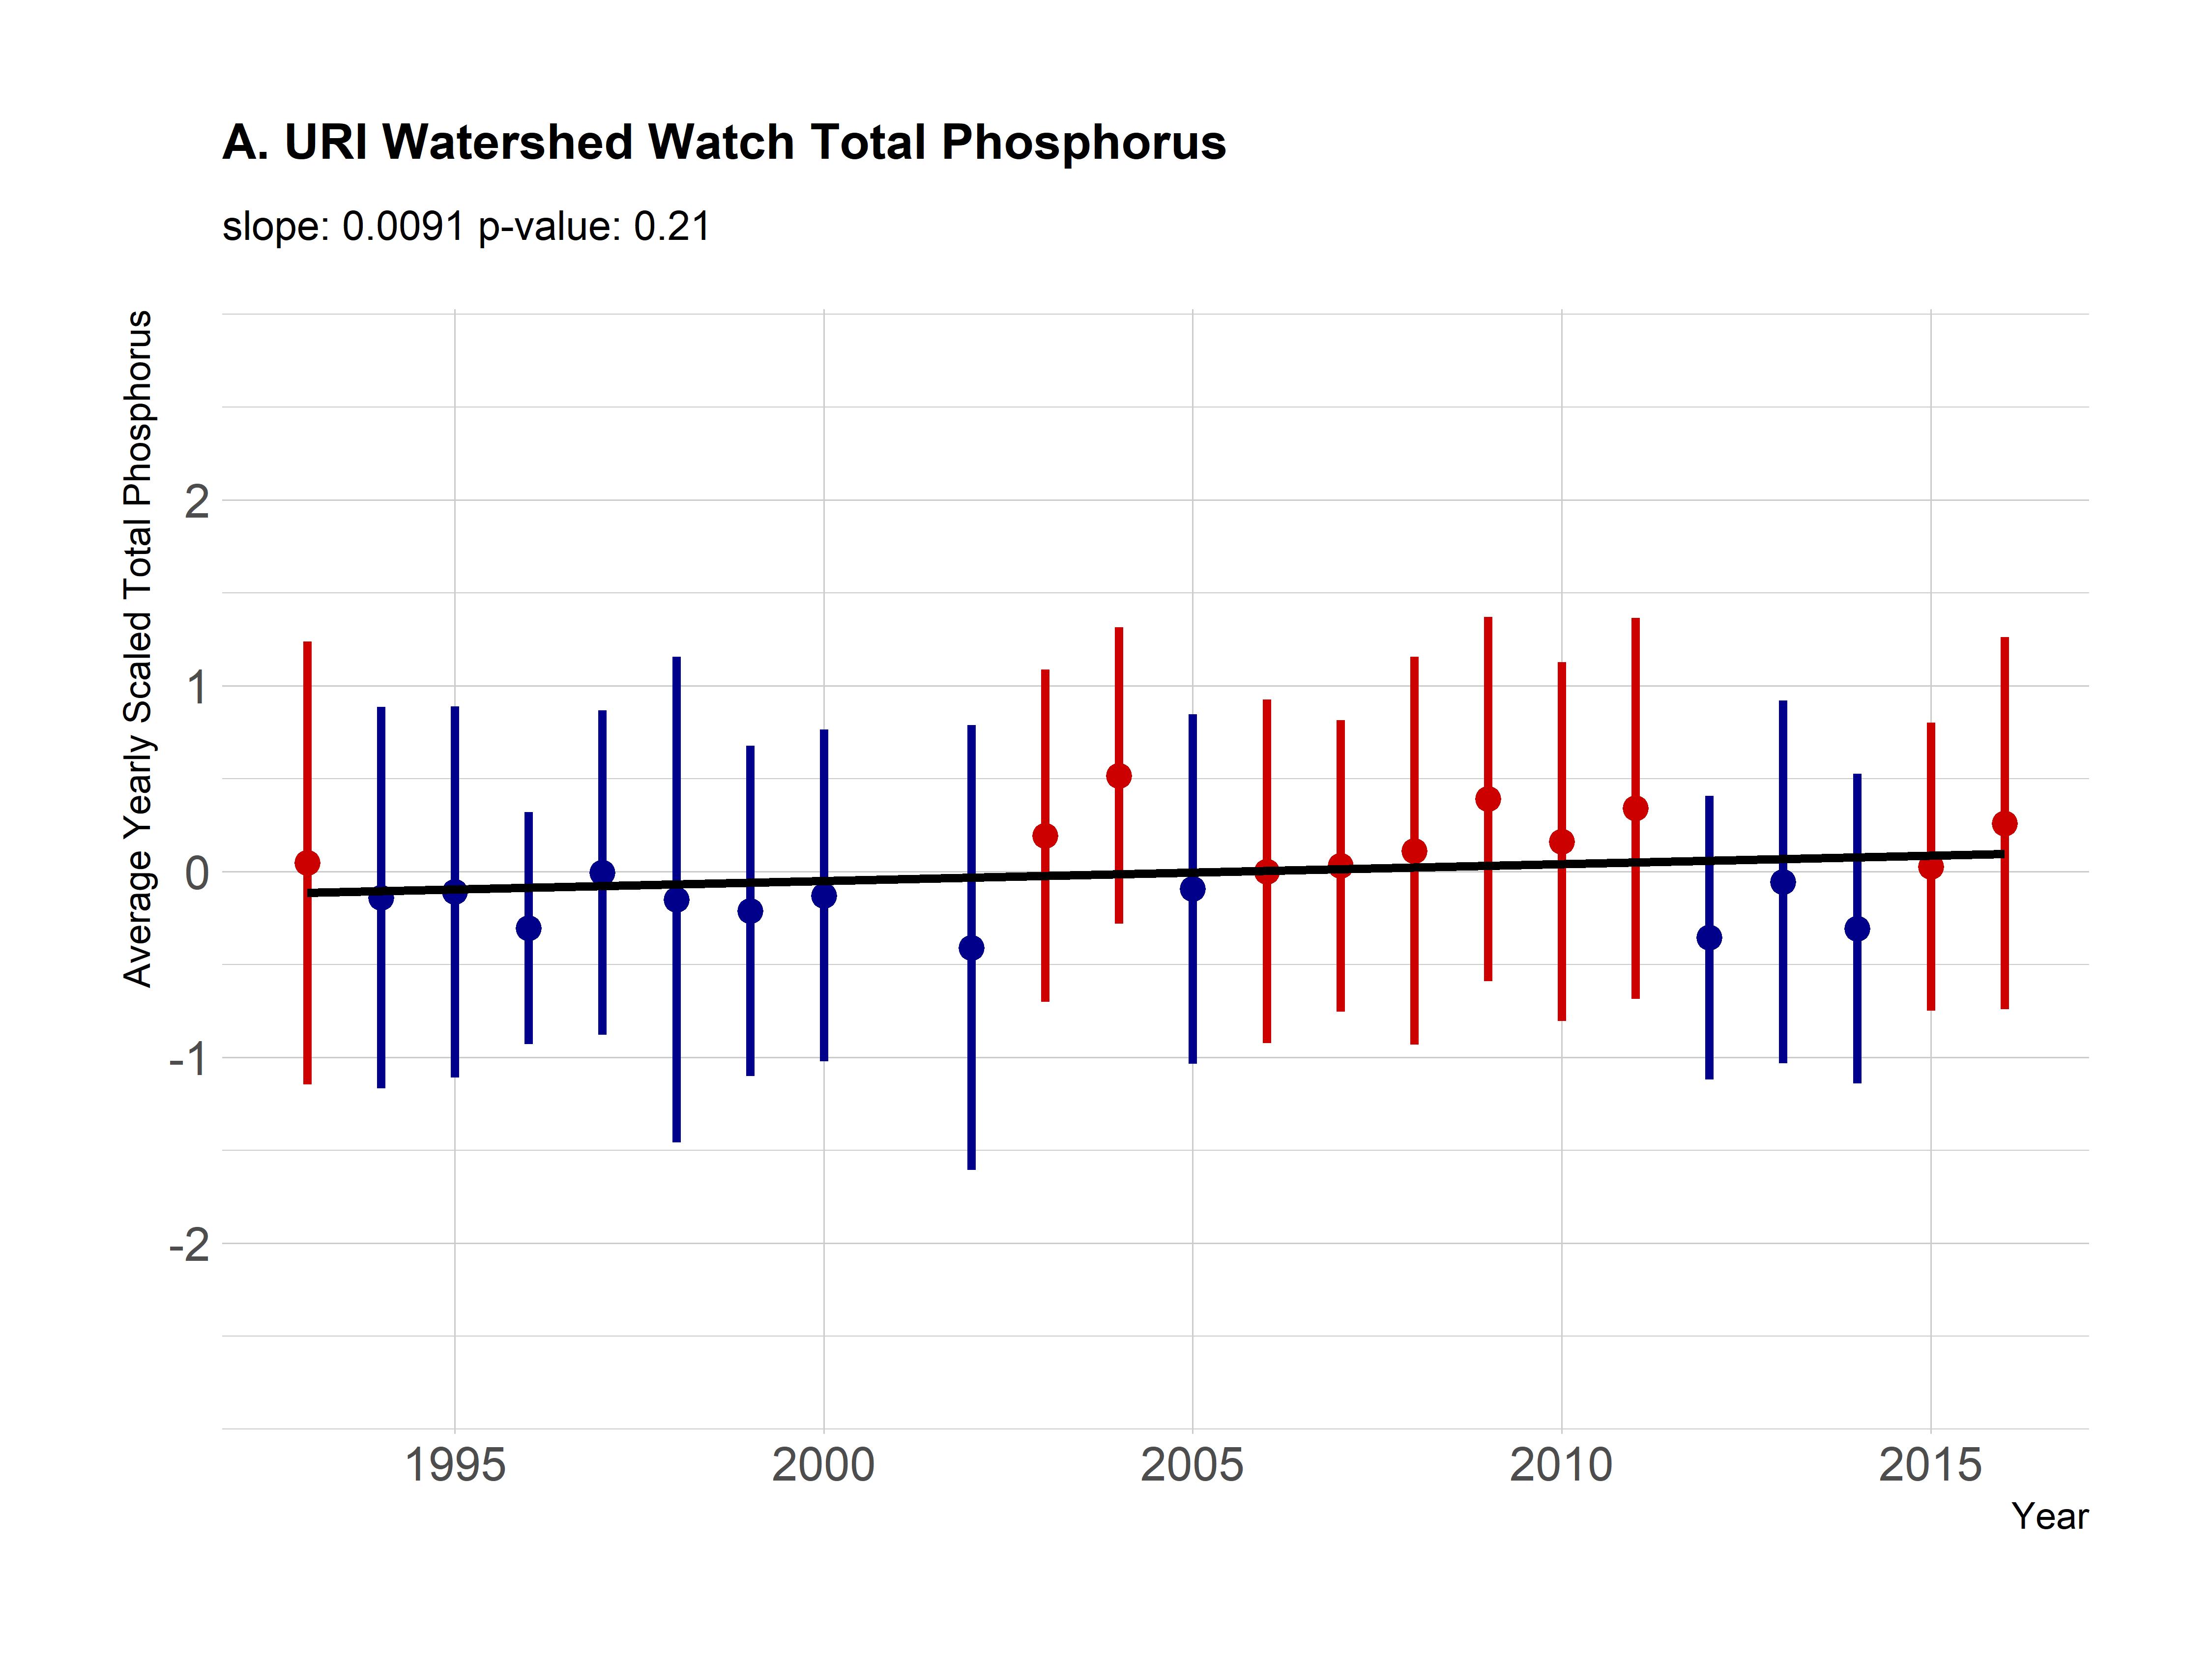 A. URI Watershed Watch Total Phosphorus
slope: 0.0091 p-value: 0.21
Average Yearly Scaled Total Phosphorus
2
1
0
-1
-2
1995
2000
2005
2010
2015
Year